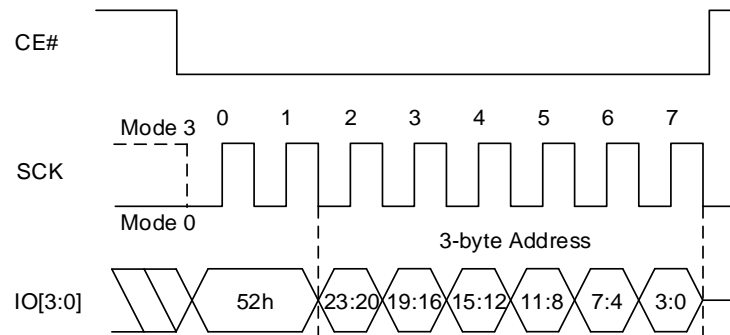 CE#
Mode 3 0 1 2 3 4 5 6 7
SCK
Mode 0
3-byte Address
IO[3:0] 52h 23:20 19:16 15:12 11:8 7:4 3:0